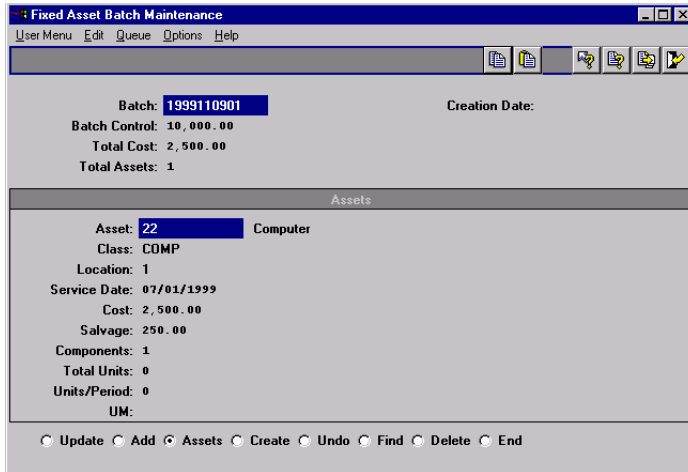 Fixed Asset Batch Maintenance
User Menu Edit Queue Options Help
Batch: 1999110901 Creation Date:
Batch Control: 10,000.00
Total Cost: 2,500.00
Total Assets: 1
Assets
Asset: 22 Computer
Class: COMP
Location: 1
Service Date: 07/01/1999
Cost: 2,500.00
Salvage: 250.00
Components: 1
Total Units: 0
Units/Period: 0
UM:
Update Add Assets Create Undo Find Delete End